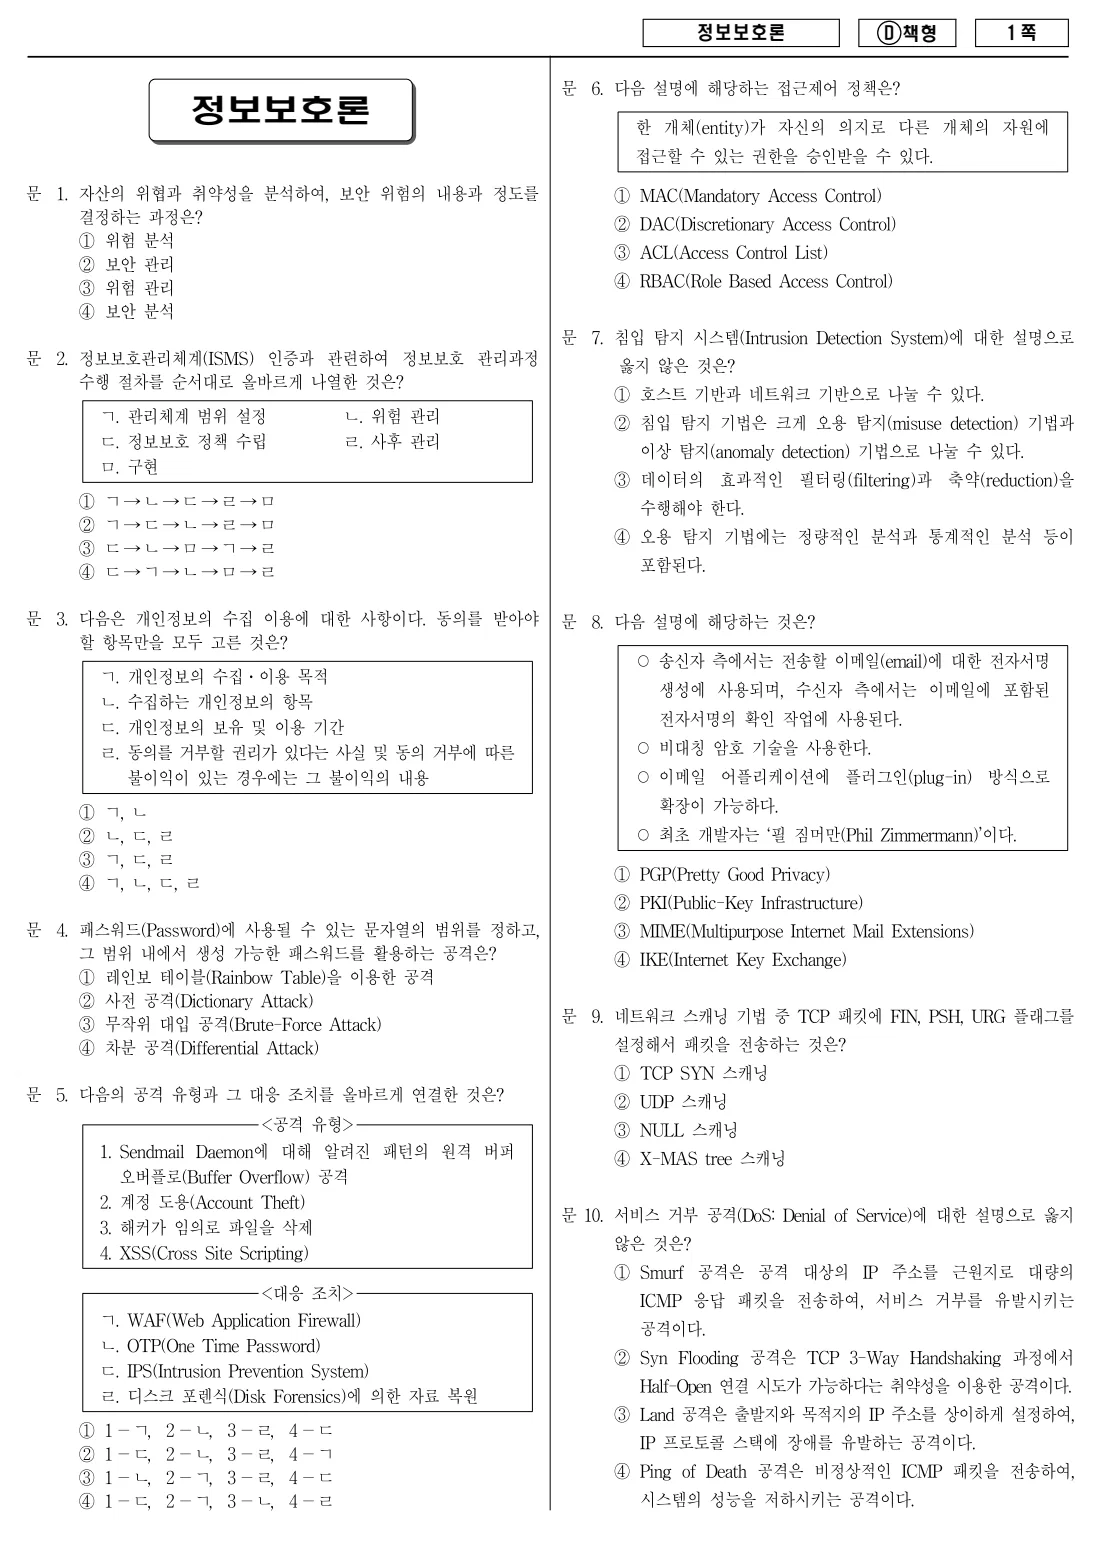 정보보호론
Ⓓ책형
1쪽
정보보호론
문 1. 자산의 위협과 취약성을 분석하여, 보안 위험의 내용과 정도를
결정하는 과정은?
① 위험 분석
② 보안 관리
③ 위험 관리
④ 보안 분석
문 2. 정보보호관리체계(ISMS) 인증과 관련하여 정보보호 관리과정
수행 절차를 순서대로 올바르게 나열한 것은?
ㄱ. 관리체계 범위 설정 ㄴ. 위험 관리
ㄷ. 정보보호 정책 수립 ㄹ. 사후 관리
ㅁ. 구현
① ㄱ→ㄴ→ㄷ→ㄹ→ㅁ
② ㄱ→ㄷ→ㄴ→ㄹ→ㅁ
③ ㄷ→ㄴ→ㅁ→ㄱ→ㄹ
④ ㄷ→ㄱ→ㄴ→ㅁ→ㄹ
문 3. 다음은 개인정보의 수집 이용에 대한 사항이다. 동의를 받아야
할 항목만을 모두 고른 것은?
ㄱ. 개인정보의 수집·이용 목적
ㄴ. 수집하는 개인정보의 항목
ㄷ. 개인정보의 보유 및 이용 기간
ㄹ. 동의를 거부할 권리가 있다는 사실 및 동의 거부에 따른
불이익이 있는 경우에는 그 불이익의 내용
① ㄱ, ㄴ
② ㄴ, ㄷ, ㄹ
③ ㄱ, ㄷ, ㄹ
④ ㄱ, ㄴ, ㄷ, ㄹ
문 4. 패스워드(Password)에 사용될 수 있는 문자열의 범위를 정하고,
그 범위 내에서 생성 가능한 패스워드를 활용하는 공격은?
① 레인보 테이블(Rainbow Table)을 이용한 공격
② 사전 공격(Dictionary Attack)
③ 무작위 대입 공격(Brute-Force Attack)
④ 차분 공격(Differential Attack)
문 5. 다음의 공격 유형과 그 대응 조치를 올바르게 연결한 것은?
<공격 유형>
1. Sendmail Daemon에 대해 알려진 패턴의 원격 버퍼
오버플로(Buffer Overflow) 공격
2. 계정 도용(Account Theft)
3. 해커가 임의로 파일을 삭제
4. XSS(Cross Site Scripting)
<대응 조치>
ㄱ. WAF(Web Application Firewall)
ㄴ. OTP(One Time Password)
ㄷ. IPS(Intrusion Prevention System)
ㄹ. 디스크 포렌식(Disk Forensics)에 의한 자료 복원
① 1-ㄱ, 2-ㄴ, 3-ㄹ, 4-ㄷ
② 1-ㄷ, 2-ㄴ, 3-ㄹ, 4-ㄱ
③ 1-ㄴ, 2-ㄱ, 3-ㄹ, 4-ㄷ
④ 1-ㄷ, 2-ㄱ, 3-ㄴ, 4-ㄹ
문 6. 다음 설명에 해당하는 접근제어 정책은?
한 개체(entity)가 자신의 의지로 다른 개체의 자원에
접근할 수 있는 권한을 승인받을 수 있다.
① MAC(Mandatory Access Control)
② DAC(Discretionary Access Control)
③ ACL(Access Control List)
④ RBAC(Role Based Access Control)
문 7. 침입 탐지 시스템(Intrusion Detection System)에 대한 설명으로
옳지 않은 것은?
① 호스트 기반과 네트워크 기반으로 나눌 수 있다.
② 침입 탐지 기법은 크게 오용 탐지(misuse detection) 기법과
이상 탐지(anomaly detection) 기법으로 나눌 수 있다.
③ 데이터의 효과적인 필터링(filtering)과 축약(reduction)을
수행해야 한다.
④ 오용 탐지 기법에는 정량적인 분석과 통계적인 분석 등이
포함된다.
문 8. 다음 설명에 해당하는 것은?
○ 송신자 측에서는 전송할 이메일(email)에 대한 전자서명
생성에 사용되며, 수신자 측에서는 이메일에 포함된
전자서명의 확인 작업에 사용된다.
○ 비대칭 암호 기술을 사용한다.
○ 이메일 어플리케이션에 플러그인(plug-in) 방식으로
확장이 가능하다.
○ 최초 개발자는 ‘필 짐머만(Phil Zimmermann)’이다.
① PGP(Pretty Good Privacy)
② PKI(Public-Key Infrastructure)
③ MIME(Multipurpose Internet Mail Extensions)
④ IKE(Internet Key Exchange)
문 9. 네트워크 스캐닝 기법 중 TCP 패킷에 FIN, PSH, URG 플래그를
설정해서 패킷을 전송하는 것은?
① TCP SYN 스캐닝
② UDP 스캐닝
③ NULL 스캐닝
④ X-MAS tree 스캐닝
문 10. 서비스 거부 공격(DoS: Denial of Service)에 대한 설명으로 옳지
않은 것은?
① Smurf 공격은 공격 대상의 IP 주소를 근원지로 대량의
ICMP 응답 패킷을 전송하여, 서비스 거부를 유발시키는
공격이다.
② Syn Flooding 공격은 TCP 3-Way Handshaking 과정에서
Half-Open 연결 시도가 가능하다는 취약성을 이용한 공격이다.
③ Land 공격은 출발지와 목적지의 IP 주소를 상이하게 설정하여,
IP 프로토콜 스택에 장애를 유발하는 공격이다.
④ Ping of Death 공격은 비정상적인 ICMP 패킷을 전송하여,
시스템의 성능을 저하시키는 공격이다.